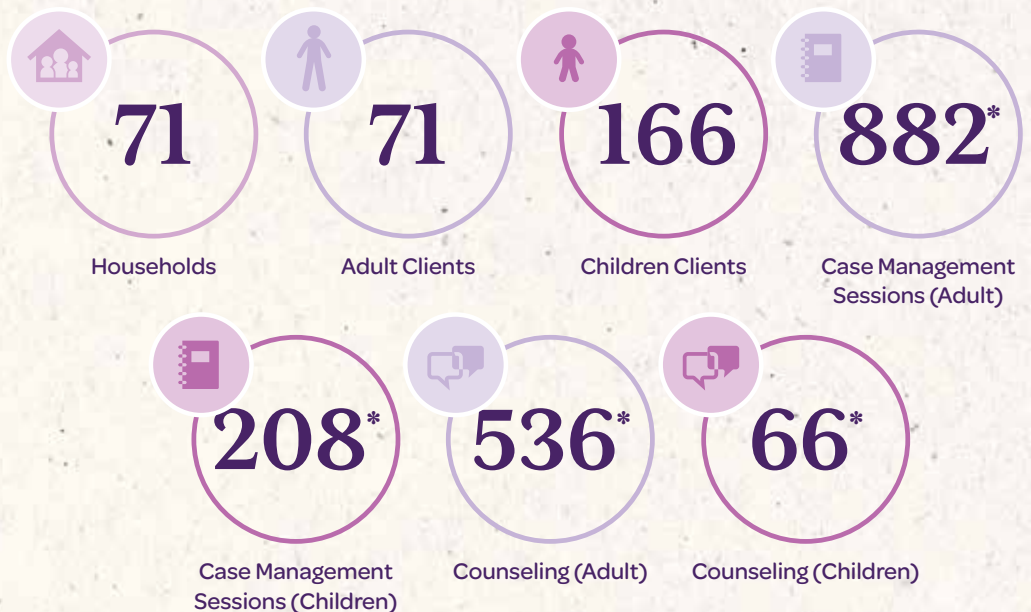 71
71
166
882*
Households
Adult Clients
Children Clients
Case Management
Sessions (Adult)
208*
536*
66*
Case Management
Sessions (Children)
Counseling (Adult)
Counseling (Children)